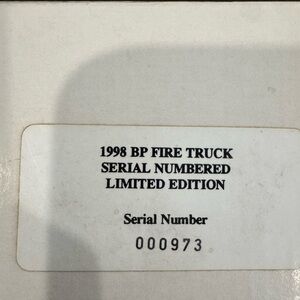 1998 BP FIRE TRUCK
SERIAL NUMBERED
LIMITED EDITION
Serial Number
000973